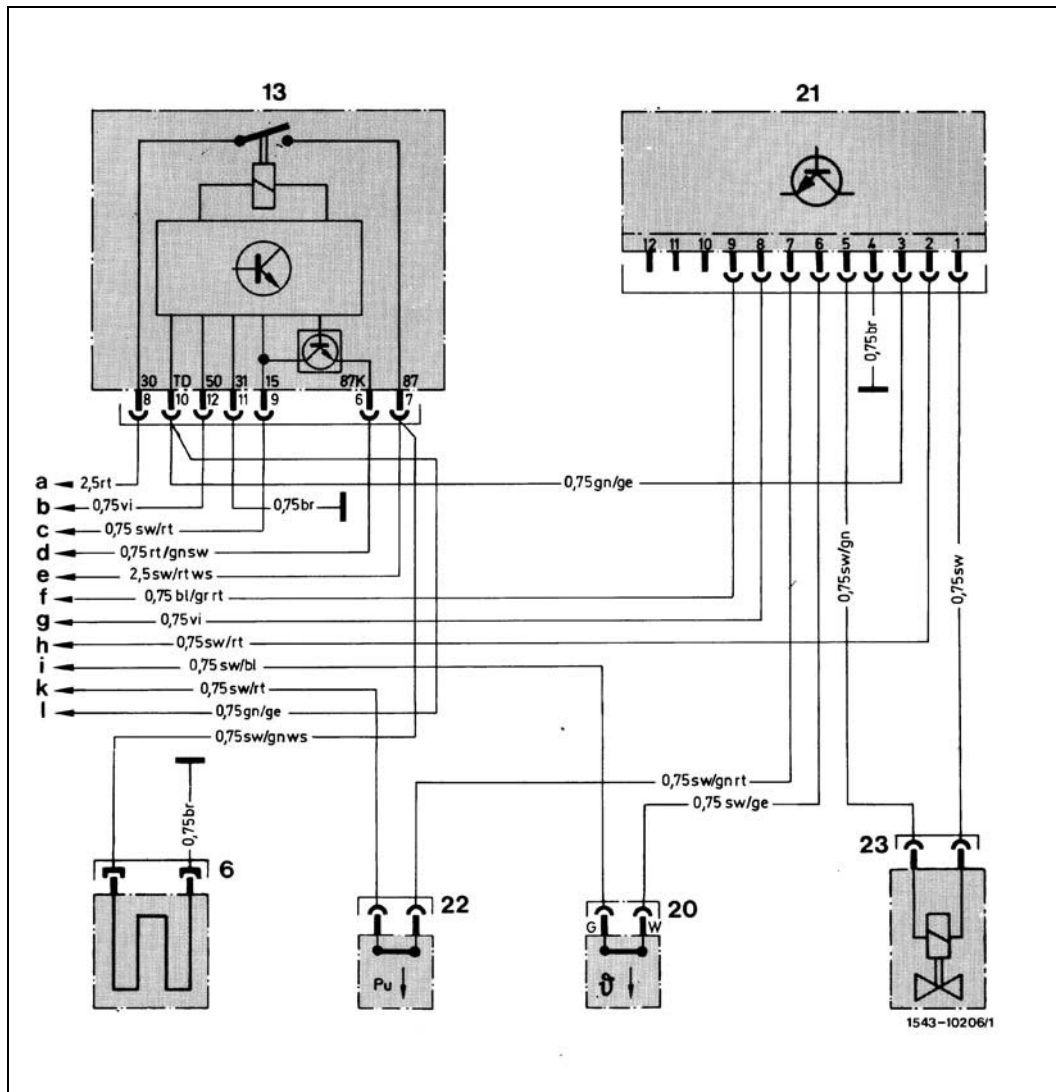 13
21
12 11 10 9 8 7 6 5 4 3 2 1
30 TD 50 31 15 87K 87
8 10 12 11 9 6 7
0,75br
a 2,5rt
0,75gn/ge
b 0,75vi
0,75br
c 0,75 sw/rt
d 0,75rt/gnsw
e 2,5sw/rtws
f 0,75 bl/gr rt
g 0,75vi
h 0,75sw/rt
i 0,75sw/bl
k 0,75sw/rt
l 0,75gn/ge
0,75sw/gnws
0,75sw/gn
0,75sw
0,75sw/gnrt
0,75 sw/ge
0,75br
6
22
20
23
G W
Pu
ϑ
1543-10206/1